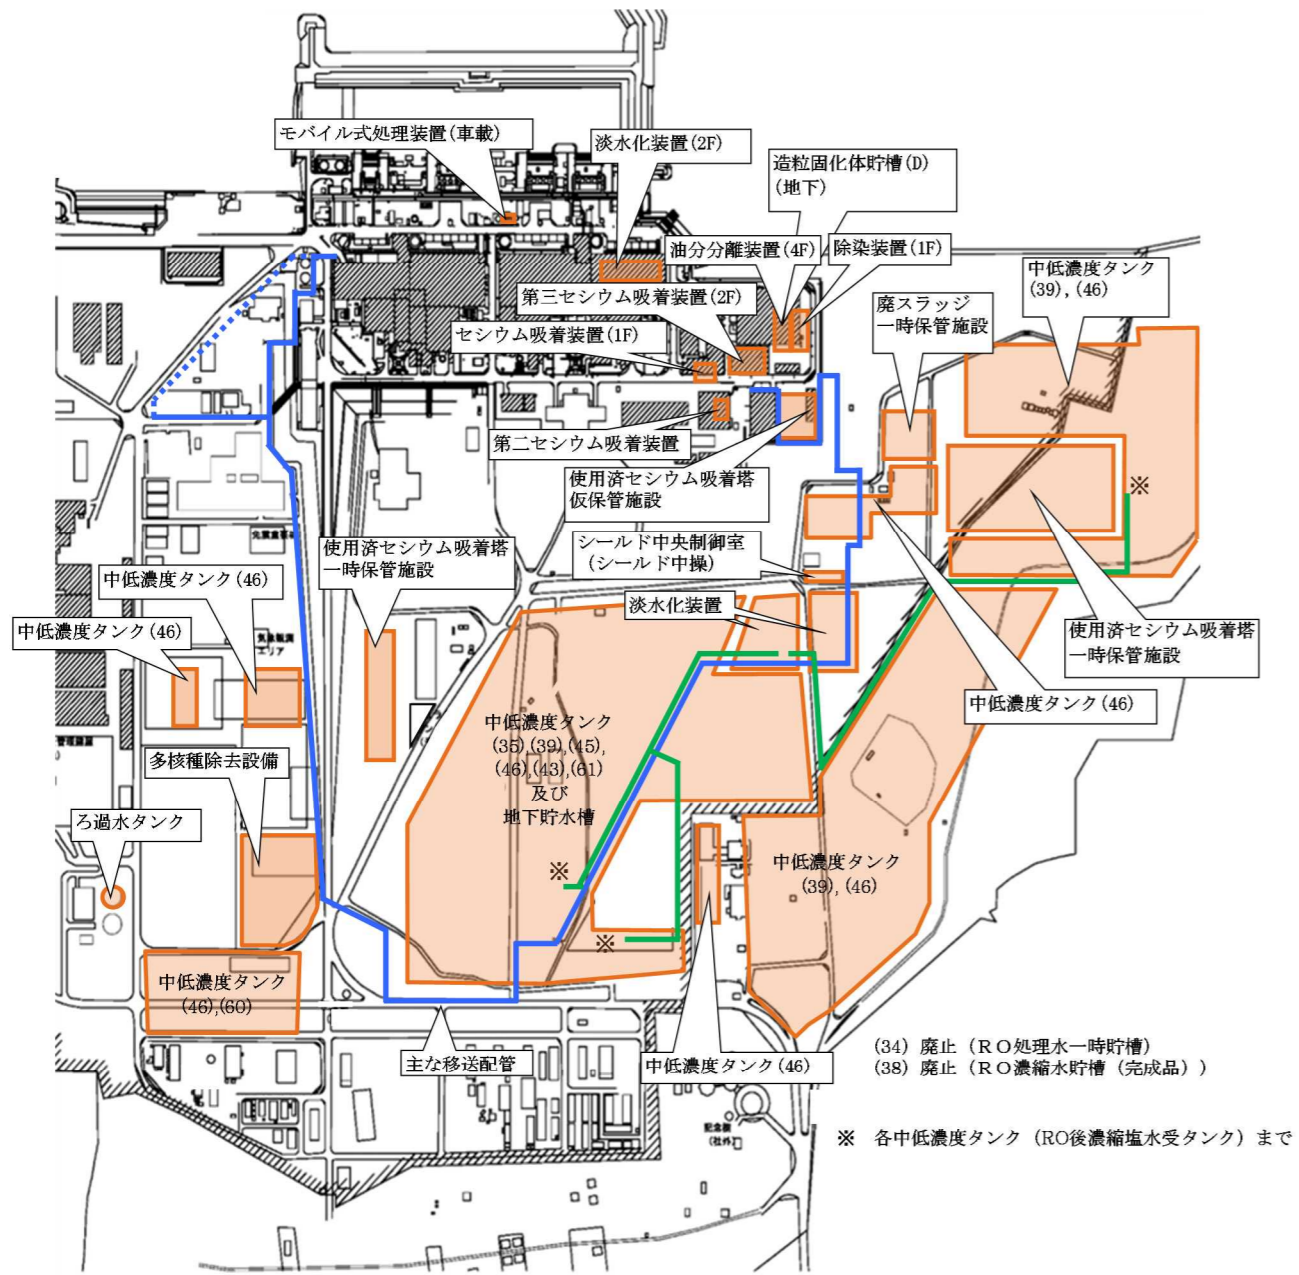 モバイル式処理装置(車載)
淡水化装置(2F)
造粒固化体貯槽(D)
(地下)
油分分離装置(4F)
除染装置(1F)
中低濃度タンク
(39), (46)
第三セシウム吸着装置(2F)
廃スラッジ
一時保管施設
セシウム吸着装置(1F)
第二セシウム吸着装置
使用済セシウム吸着塔
仮保管施設
※
シールド中央制御室
(シールド中操)
使用済セシウム吸着塔
一時保管施設
中低濃度タンク(46)
淡水化装置
中低濃度タンク(46)
気象観測
エリア
使用済セシウム吸着塔
一時保管施設
中低濃度タンク(46)
中低濃度タンク
(35),(39),(45),
(46),(43),(61)
及び
地下貯水槽
多核種除去設備
ろ過水タンク
※
中低濃度タンク
(39), (46)
※
中低濃度タンク
(46),(60)
主な移送配管
中低濃度タンク(46)
(34) 廃止（ＲＯ処理水一時貯槽）
(38) 廃止（ＲＯ濃縮水貯槽（完成品））
※ 各中低濃度タンク（RO後濃縮塩水受タンク）まで
(社外)